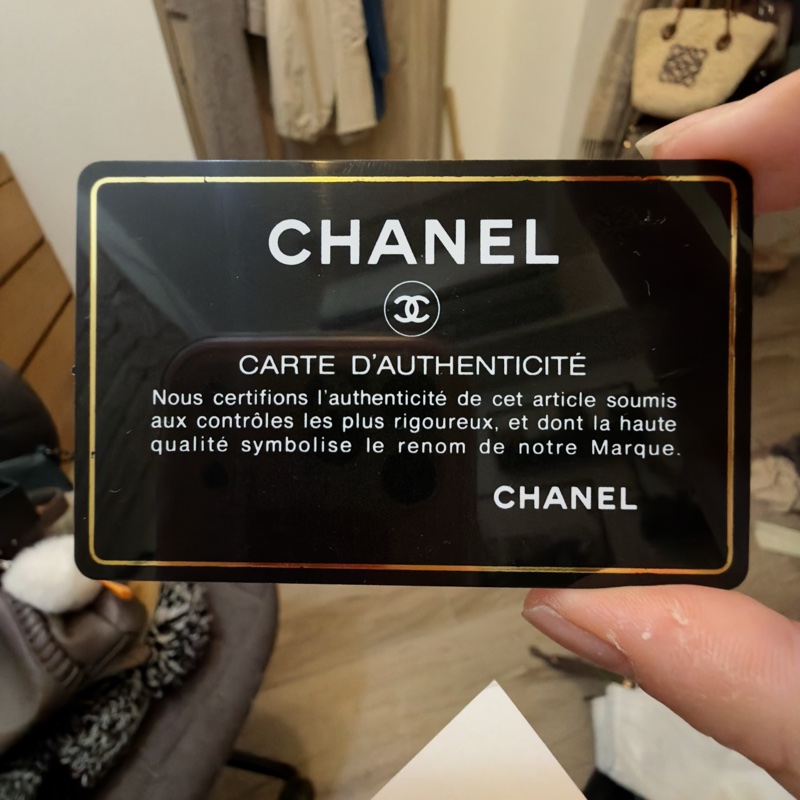 CHANEL
CARTE D'AUTHENTICITÉ
Nous certifions l'authenticité de cet article soumis
aux contrôles les plus rigoureux, et dont la haute
qualité symbolise le renom de notre Marque.
CHANEL